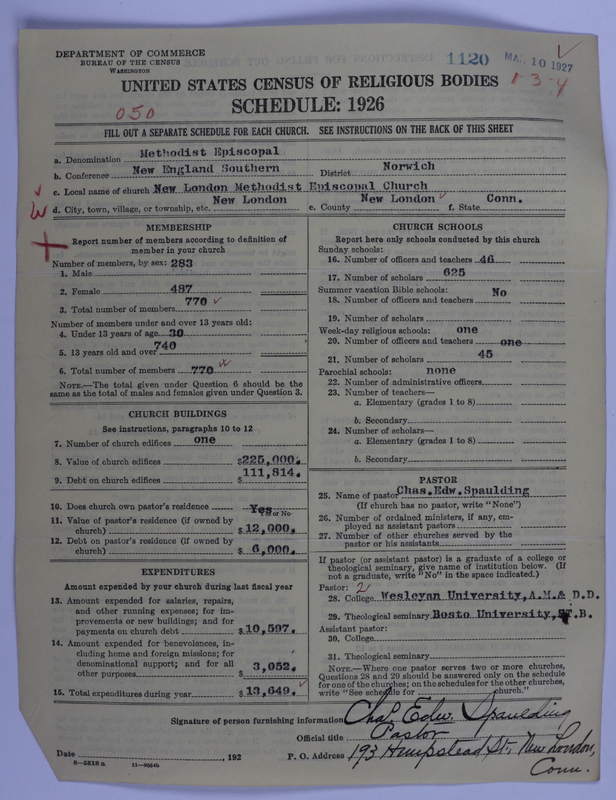 DEPARTMENT OF COMMERCE
BUREAU OF THE CENSUS
WASHINGTON
1120
MAR 10 1927
1-3-4
UNITED STATES CENSUS OF RELIGIOUS BODIES
SCHEDULE: 1926
050
FILL OUT A SEPARATE SCHEDULE FOR EACH CHURCH. SEE INSTRUCTIONS ON THE BACK OF THIS SHEET
a. Denomination Methodist Episcopal
b. Conference New England Southern District Norwich
c. Local name of church New London Methodist Episcopal Church
d. City, town, village, or township, etc. New London e. County New London f. State Conn.
MEMBERSHIP
Report number of members according to definition of
member in your church
Number of members, by sex:
1. Male 283
2. Female 487
3. Total number of members 770
Number of members under and over 13 years old:
4. Under 13 years of age 30
5. 13 years old and over 740
6. Total number of members 770
NOTE.—The total given under Question 6 should be the
same as the total of males and females given under Question 3.
CHURCH BUILDINGS
See instructions, paragraphs 10 to 12
7. Number of church edifices one
8. Value of church edifices $225,000.
9. Debt on church edifices $111,814.
10. Does church own pastor's residence Yes
Yes or No
11. Value of pastor's residence (if owned by
church) $12,000.
12. Debt on pastor's residence (if owned by
church) $6,000.
EXPENDITURES
Amount expended by your church during last fiscal year
13. Amount expended for salaries, repairs,
and other running expenses; for im-
provements or new buildings; and for
payments on church debt $10,597.
14. Amount expended for benevolences, in-
cluding home and foreign missions; for
denominational support; and for all
other purposes $3,052.
15. Total expenditures during year $13,649.
CHURCH SCHOOLS
Report here only schools conducted by this church
Sunday schools:
16. Number of officers and teachers 46
17. Number of scholars 625
Summer vacation Bible schools: No
18. Number of officers and teachers
19. Number of scholars
Week-day religious schools: one
20. Number of officers and teachers one
21. Number of scholars 45
Parochial schools: none
22. Number of administrative officers
23. Number of teachers—
a. Elementary (grades 1 to 8)
b. Secondary
24. Number of scholars—
a. Elementary (grades 1 to 8)
b. Secondary
PASTOR
25. Name of pastor Chas.Edw.Spaulding
(If church has no pastor, write "None")
26. Number of ordained ministers, if any, em-
ployed as assistant pastors
27. Number of other churches served by the
pastor or his assistants
If pastor (or assistant pastor) is a graduate of a college or
theological seminary, give name of institution below. (If
not a graduate, write "No" in the space indicated.)
Pastor: 2
28. College Wesleyan University,A.M.& D.D.
29. Theological seminary Bosto University,S.T.B.
Assistant pastor:
30. College
31. Theological seminary
NOTE.—Where one pastor serves two or more churches,
Questions 28 and 29 should be answered only on the schedule
for one of the churches; on the schedules for the other churches,
write "See schedule for church."
Signature of person furnishing information Chas. Edw. Spaulding
Official title Pastor
Date , 192 P. O. Address 193 Hempstead St. New London,
Conn.
8-5518a 11-9554b